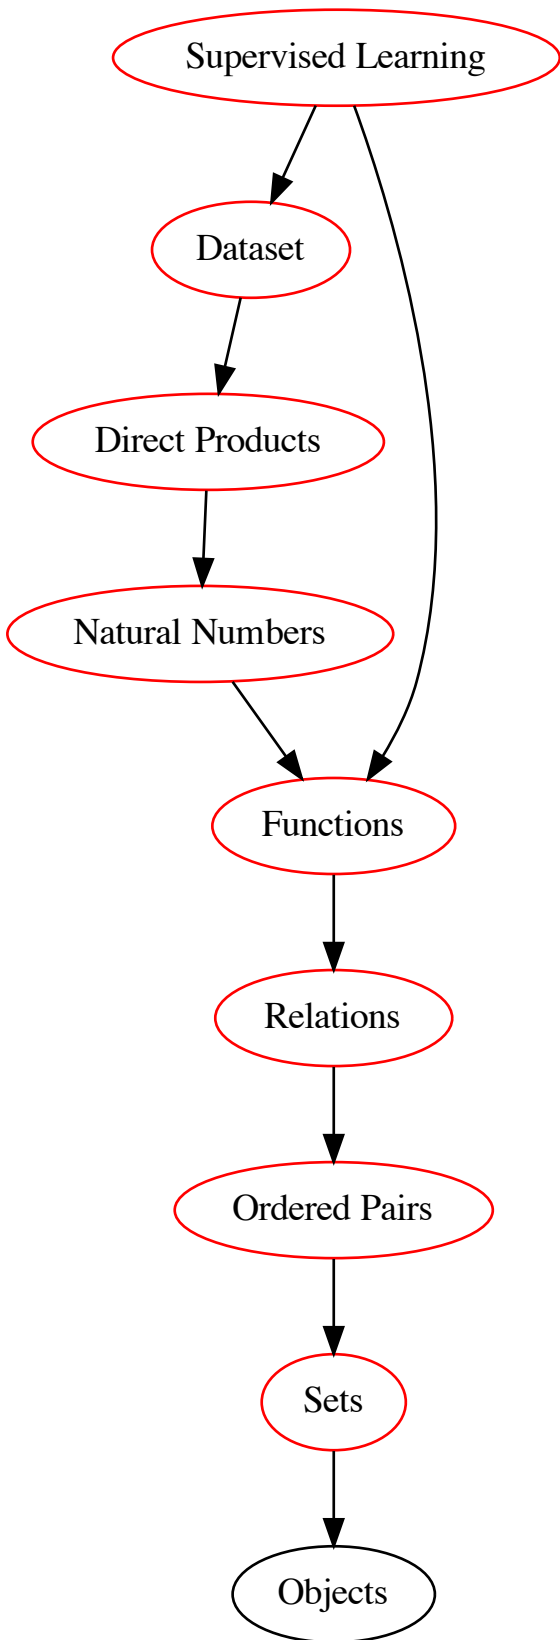 Supervised Learning
Dataset
Direct Products
Natural Numbers
Functions
Relations
Ordered Pairs
Sets
Objects